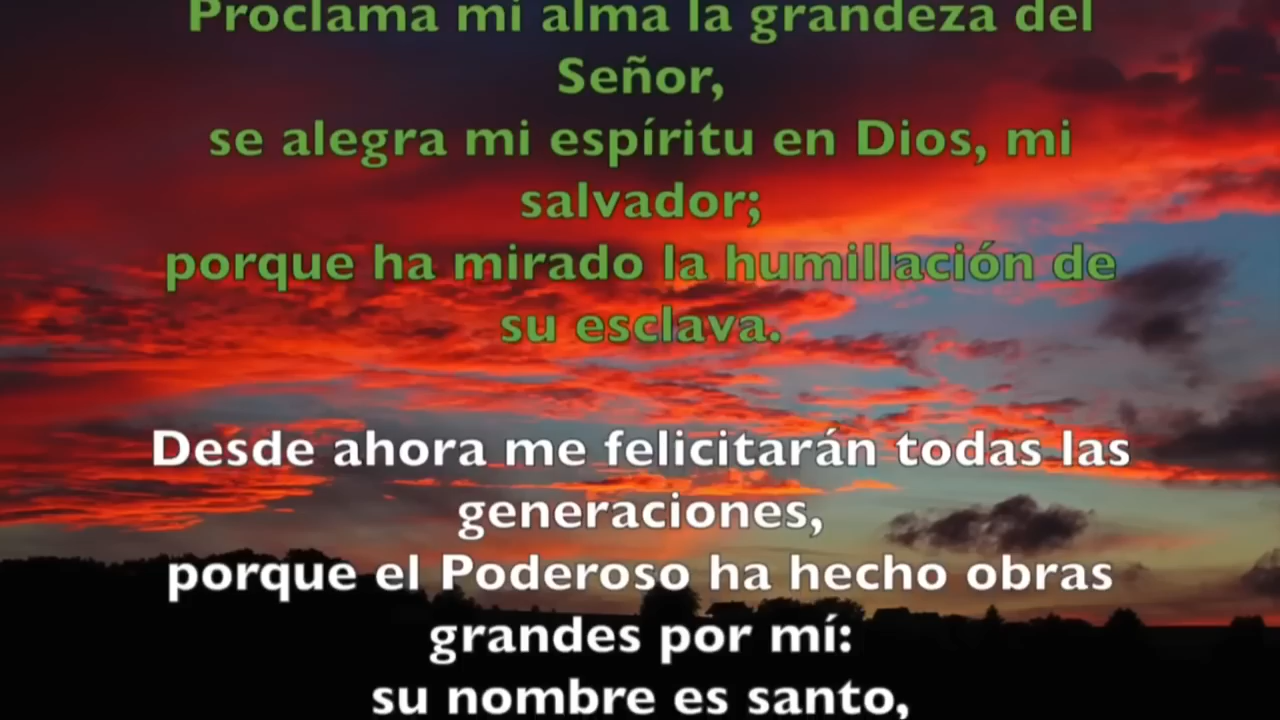 Proclama mi alma la grandeza del
Señor,
se alegra mi espíritu en Dios, mi
salvador;
porque ha mirado la humillación de
su esclava.
Desde ahora me felicitarán todas las
generaciones,
porque el Poderoso ha hecho obras
grandes por mí:
su nombre es santo,